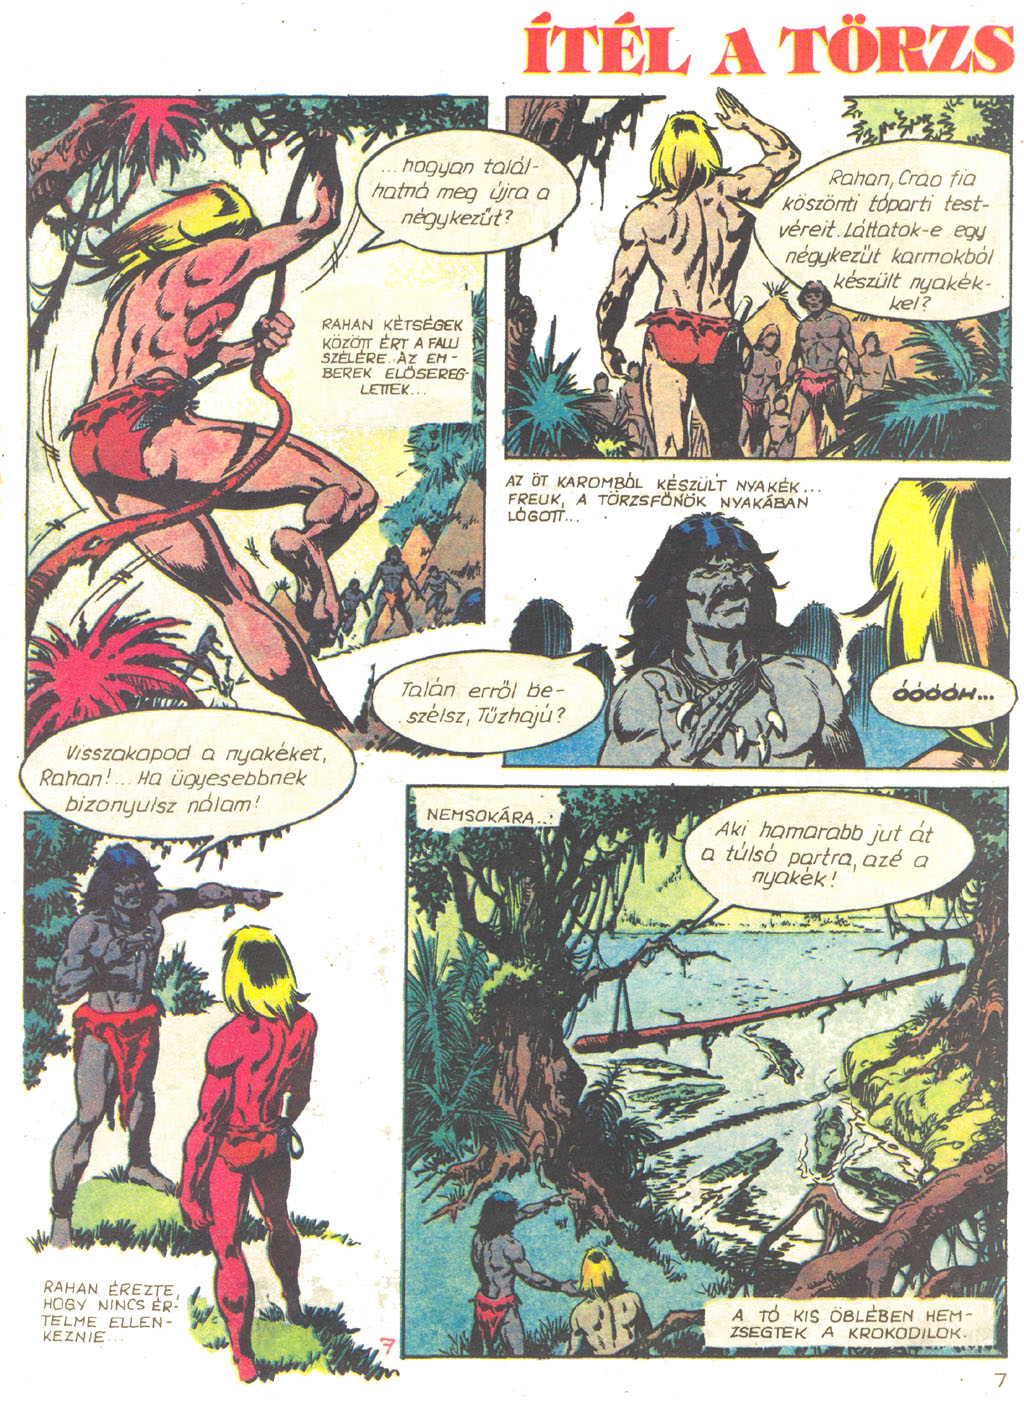 ÍTÉL A TÖRZS
... hogyan talál-
hatná meg újra a
négykezűt?
RAHAN KÉTSÉGEK
KÖZÖTT ÉRT A FALU
SZÉLÉRE. AZ EM-
BEREK ELŐSEREG-
LETTEK...
Rahan, Crao fia
köszönti tóparti test-
véreit. Láttatok-e egy
négykezűt karmokból
készült nyakék-
kel?
AZ ÖT KAROMBÓL KÉSZÜLT NYAKÉK...
FREUK, A TÖRZSFŐNÖK NYAKÁBAN
LÓGOTT...
Talán erről be-
szélsz, Tűzhajú?
ÓÓÓÓH...
Visszakapod a nyakéket,
Rahan!... Ha ügyesebbnek
bizonyulsz nálam!
RAHAN ÉREZTE,
HOGY NINCS ÉR-
TELME ELLEN-
KEZNIE...
7
NEMSOKÁRA...
Aki hamarabb jut át
a túlsó partra, azé a
nyakék!
A TÓ KIS ÖBLÉBEN HEM-
ZSEGTEK A KROKODILOK.
7